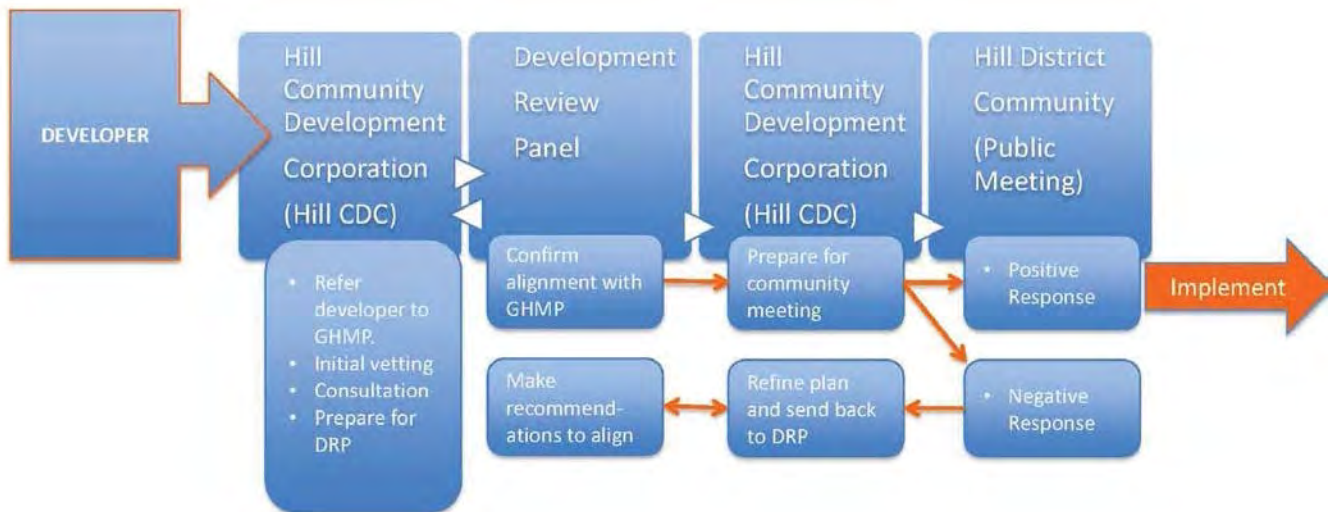 DEVELOPER
Hill
Community
Development
Corporation
(Hill CDC)
• Refer
developer to
GHMP.
• Initial vetting
• Consultation
• Prepare for
DRP
Development
Review
Panel
Confirm
alignment with
GHMP
Make
recommend-
ations to align
Hill
Community
Development
Corporation
(Hill CDC)
Prepare for
community
meeting
Refine plan
and send back
to DRP
Hill District
Community
(Public
Meeting)
• Positive
Response
• Negative
Response
Implement